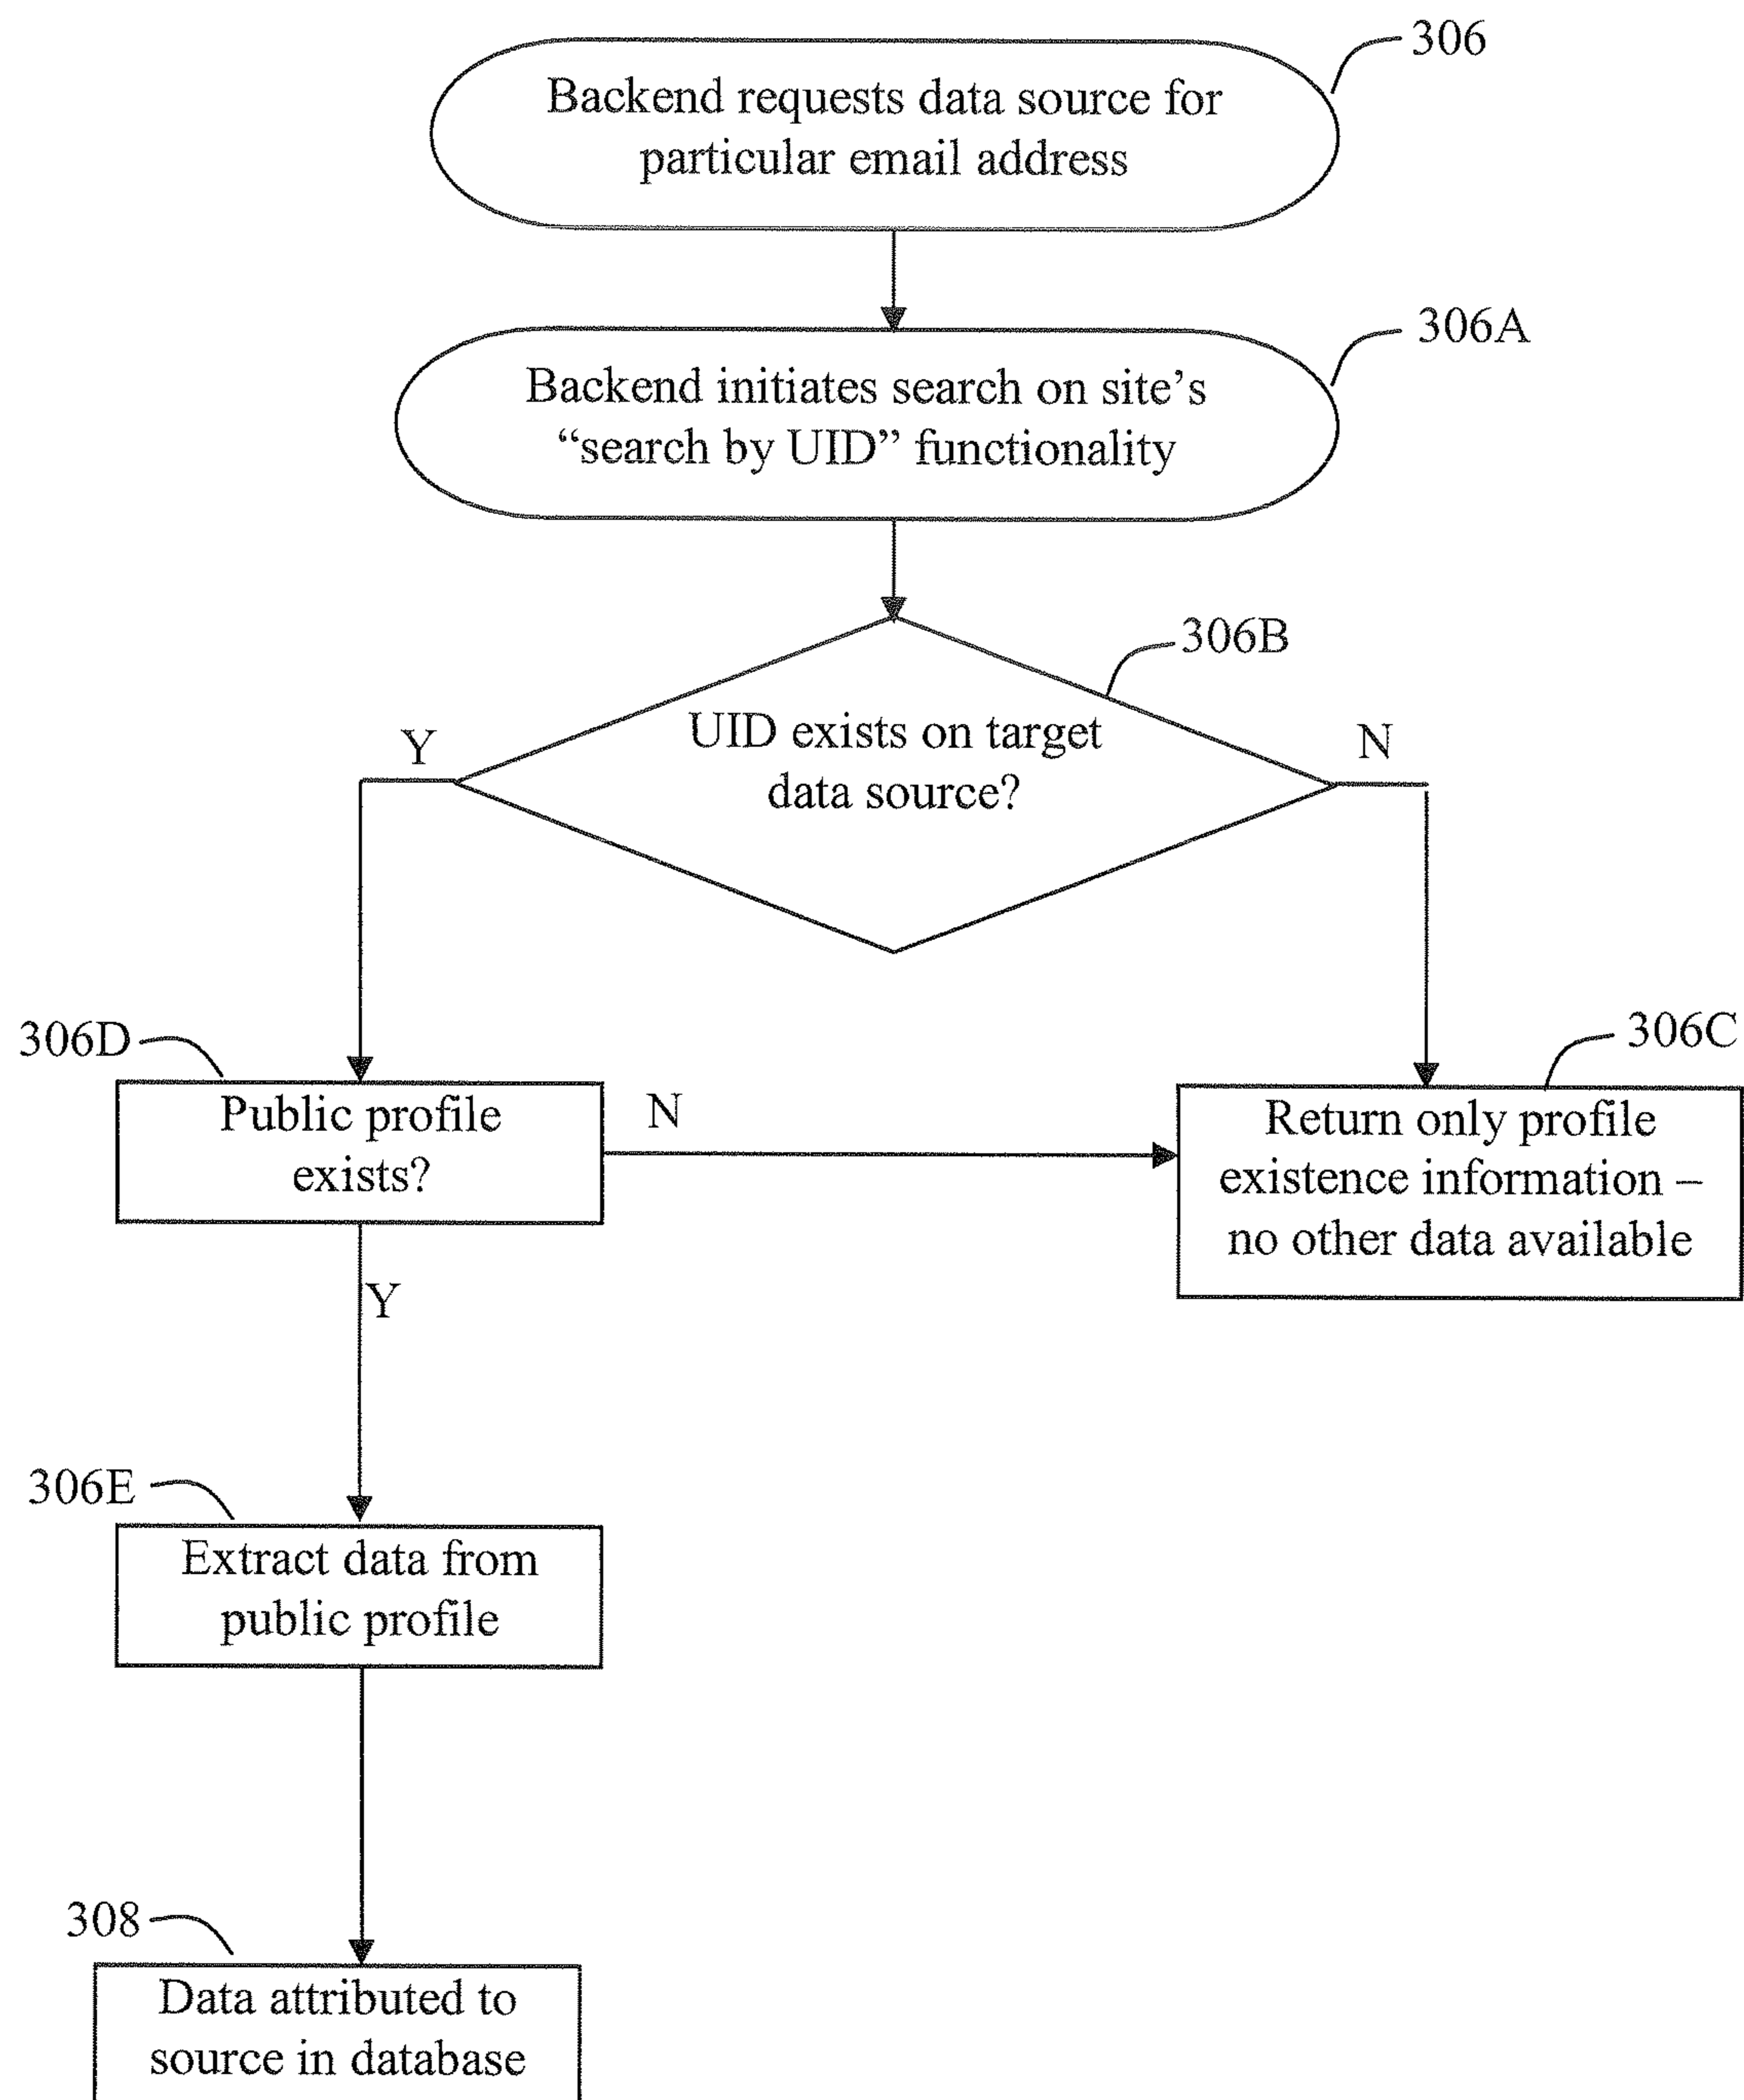 306
Backend requests data source for
particular email address
306A
Backend initiates search on site’s
“search by UID” functionality
306B
Y
UID exists on target
data source?
N
306D
Public profile
exists?
N
306C
Return only profile
existence information –
no other data available
Y
306E
Extract data from
public profile
308
Data attributed to
source in database